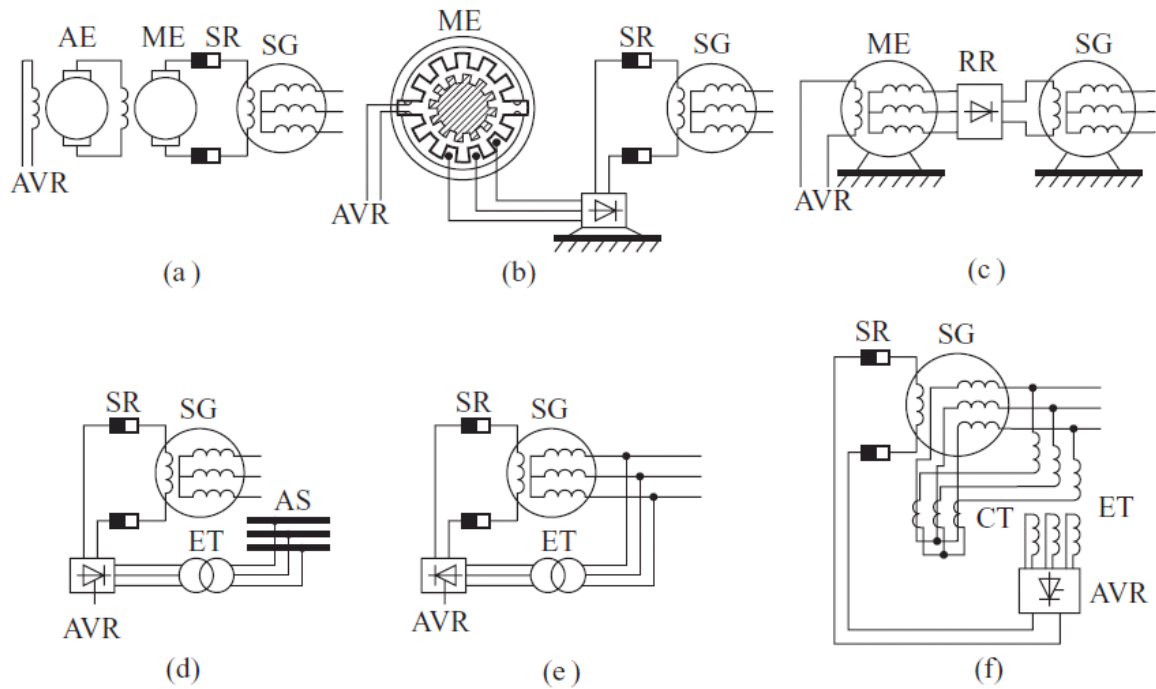 AE ME SR SG
AVR
(a)
ME SR SG
AVR
(b)
ME RR SG
AVR
(c)
SR SG
AS
ET
AVR
(d)
SR SG
ET
AVR
(e)
SR SG
CT ET
AVR
(f)